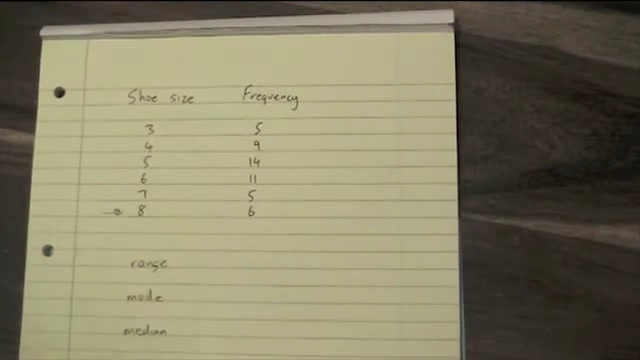 Shoe size Frequency
3 5
4 9
5 14
6 11
7 5
→ 8 6
range
mode
median